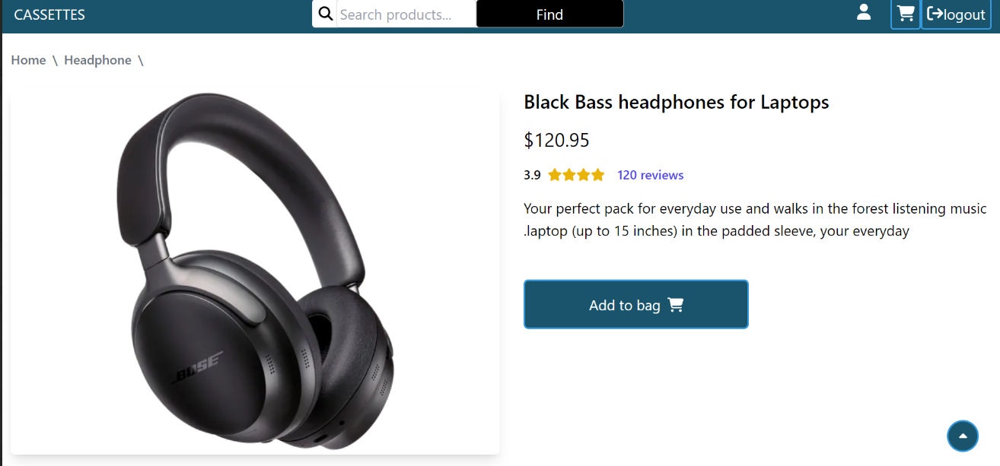 CASSETTES
Search products...
Find
logout
Home \ Headphone \
Black Bass headphones for Laptops
$120.95
3.9 120 reviews
Your perfect pack for everyday use and walks in the forest listening music
.laptop (up to 15 inches) in the padded sleeve, your everyday
Add to bag
BOSE